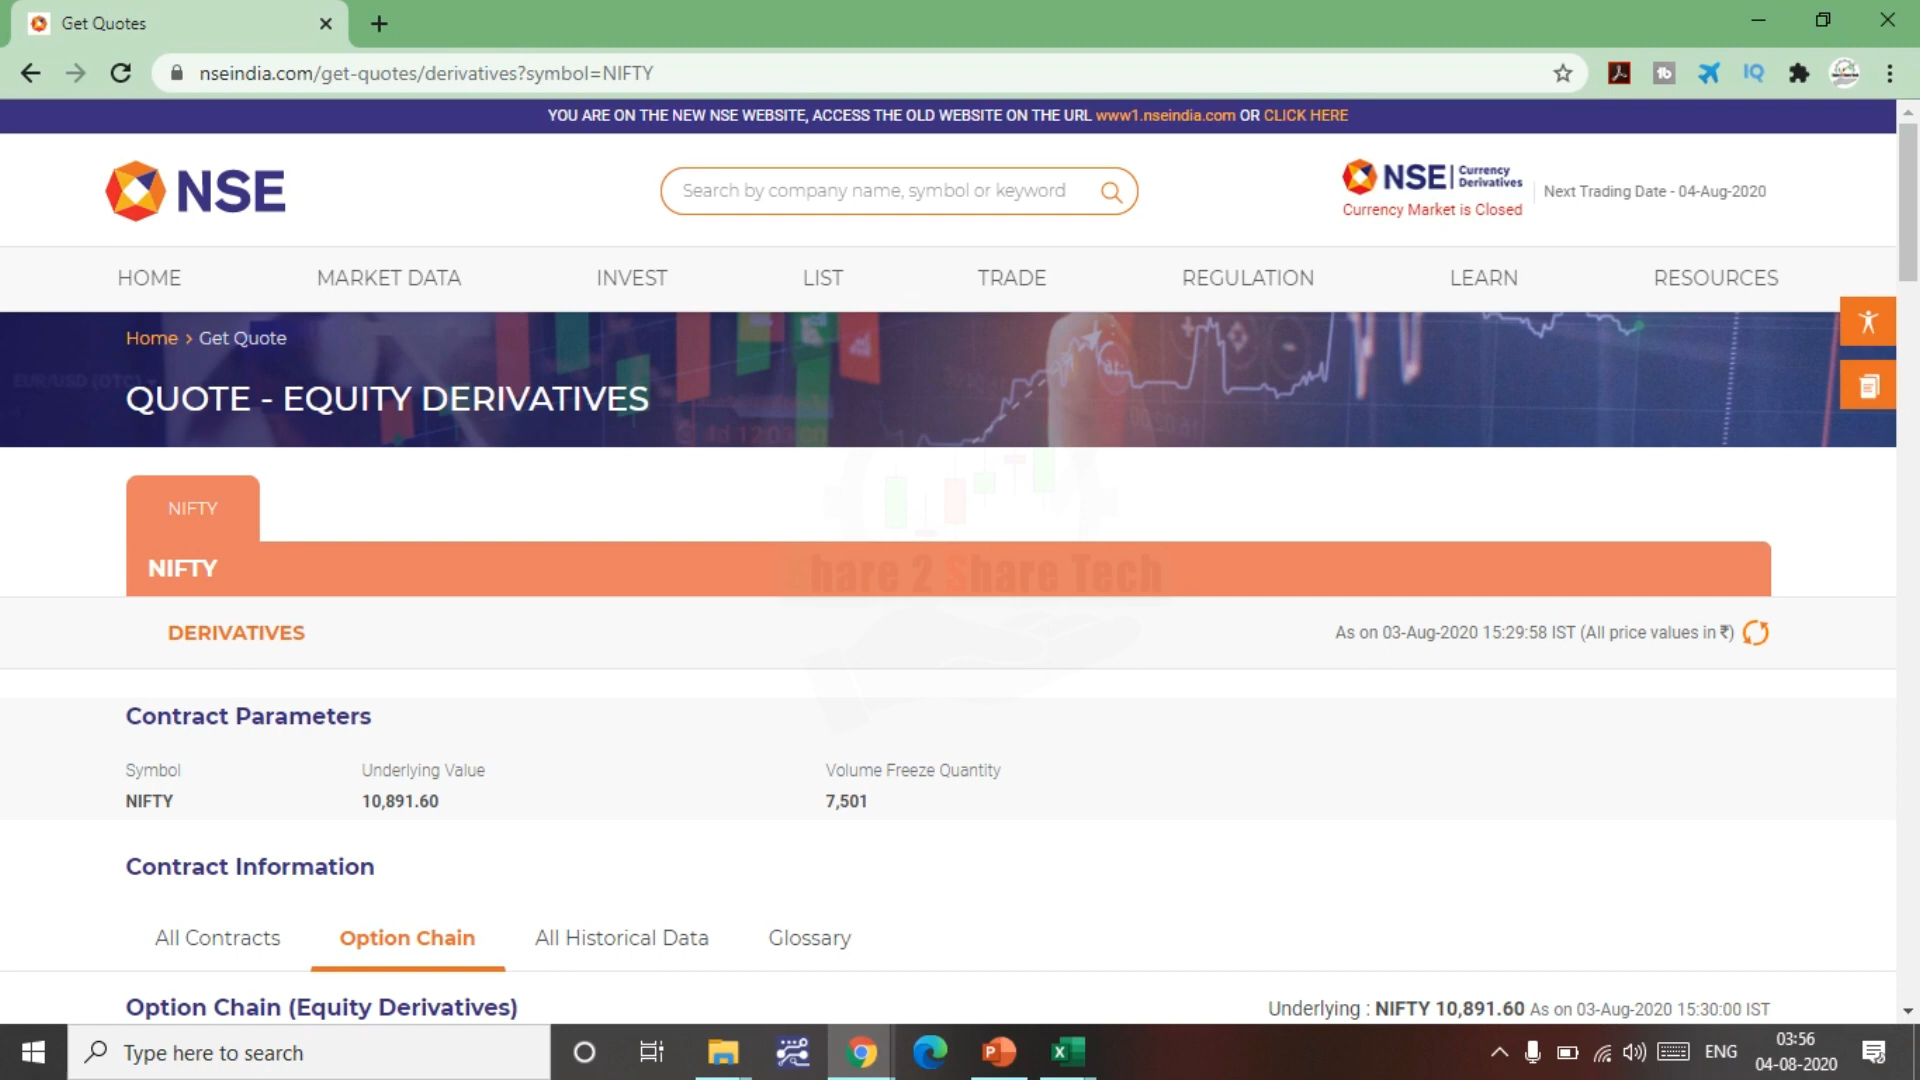 Get Quotes
nseindia.com/get-quotes/derivatives?symbol=NIFTY
YOU ARE ON THE NEW NSE WEBSITE, ACCESS THE OLD WEBSITE ON THE URL www1.nseindia.com OR CLICK HERE
NSE
Search by company name, symbol or keyword
NSE Currency Derivatives
Currency Market is Closed
Next Trading Date - 04-Aug-2020
HOME MARKET DATA INVEST LIST TRADE REGULATION LEARN RESOURCES
Home > Get Quote
QUOTE - EQUITY DERIVATIVES
NIFTY
NIFTY
Share 2 Share Tech
DERIVATIVES
As on 03-Aug-2020 15:29:58 IST (All price values in ₹)
Contract Parameters
Symbol Underlying Value Volume Freeze Quantity
NIFTY 10,891.60 7,501
Contract Information
All Contracts Option Chain All Historical Data Glossary
Option Chain (Equity Derivatives)
Underlying : NIFTY 10,891.60 As on 03-Aug-2020 15:30:00 IST
Type here to search
ENG
03:56
04-08-2020